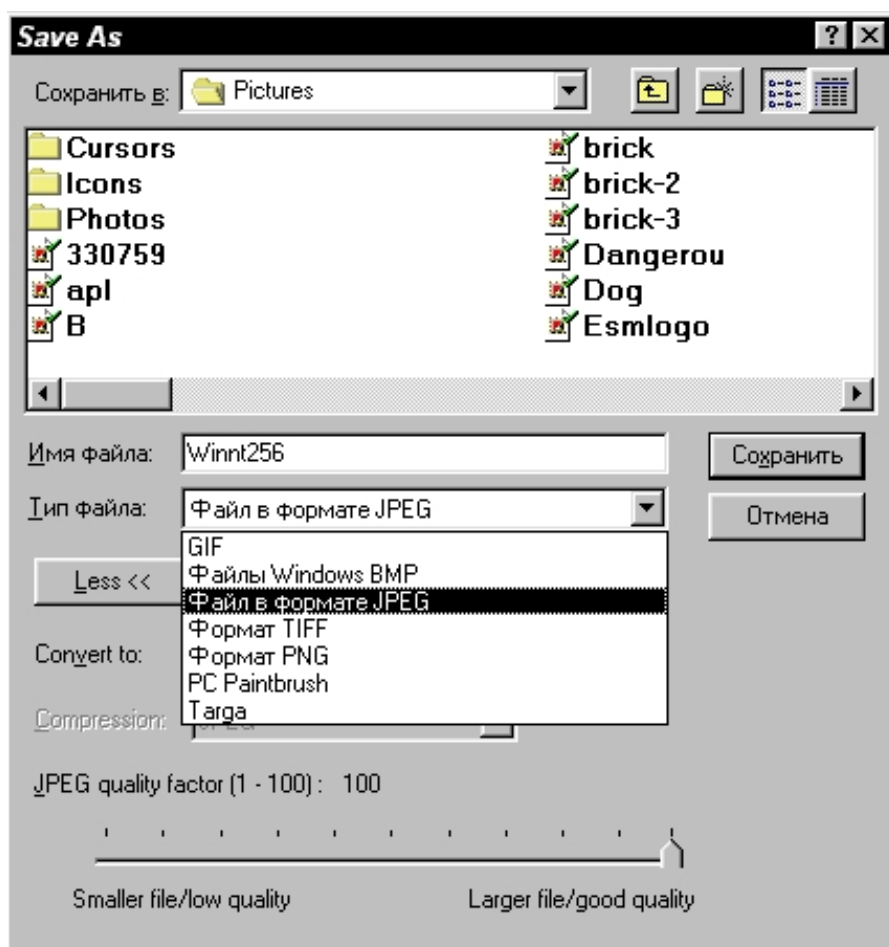 Save As
Сохранить в: Pictures
Cursors
Icons
Photos
330759
apl
B
brick
brick-2
brick-3
Dangerou
Dog
Esmlogo
Имя файла: Winnt256
Сохранить
Тип файла: Файл в формате JPEG
Отмена
GIF
Файлы Windows BMP
Файл в формате JPEG
Формат TIFF
Формат PNG
PC Paintbrush
Targa
Less <<
Convert to:
Compression: JPEG
JPEG quality factor (1 - 100) : 100
Smaller file/low quality
Larger file/good quality